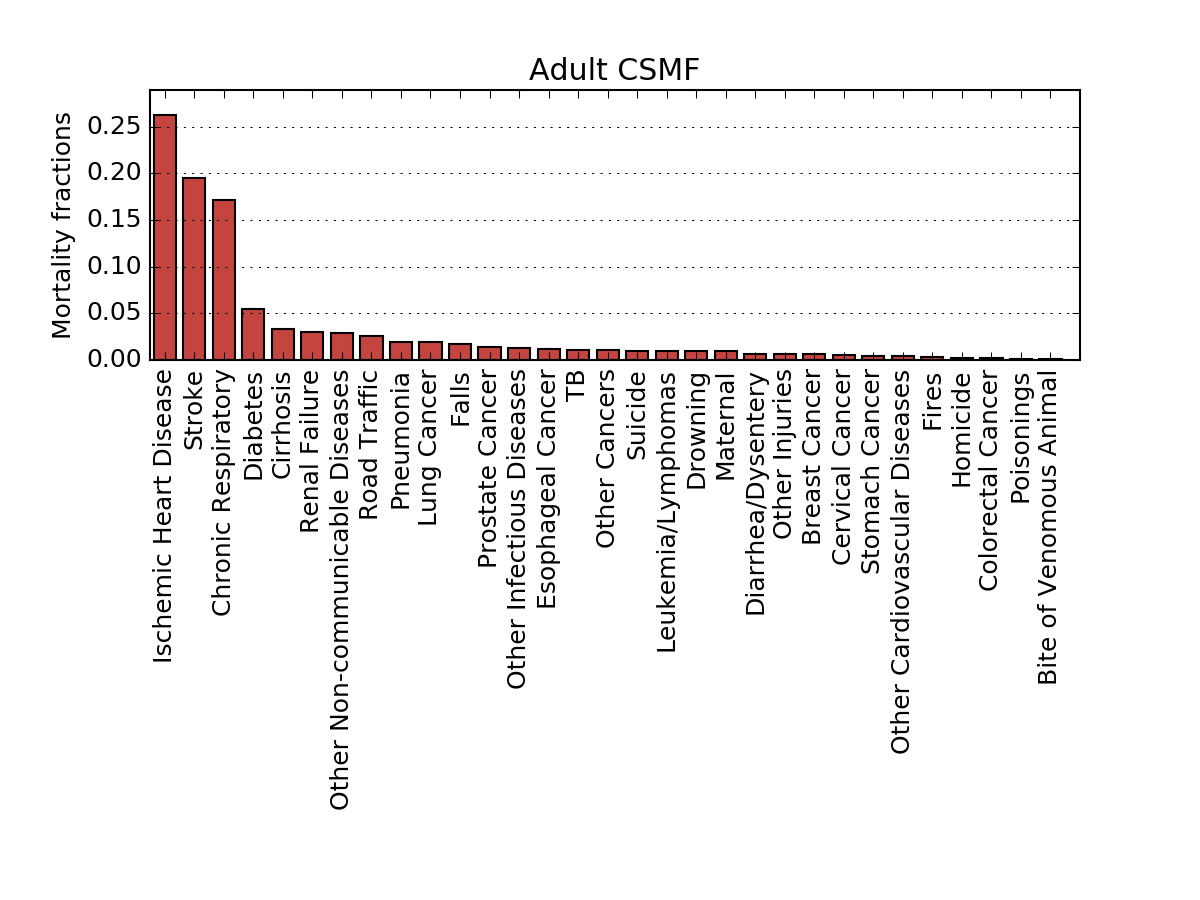 Adult CSMF
Mortality fractions
0.25
0.20
0.15
0.10
0.05
0.00
Ischemic Heart Disease
Stroke
Chronic Respiratory
Diabetes
Cirrhosis
Renal Failure
Other Non-communicable Diseases
Road Traffic
Pneumonia
Lung Cancer
Falls
Prostate Cancer
Other Infectious Diseases
Esophageal Cancer
TB
Other Cancers
Suicide
Leukemia/Lymphomas
Drowning
Maternal
Diarrhea/Dysentery
Other Injuries
Breast Cancer
Cervical Cancer
Stomach Cancer
Other Cardiovascular Diseases
Fires
Homicide
Colorectal Cancer
Poisonings
Bite of Venomous Animal